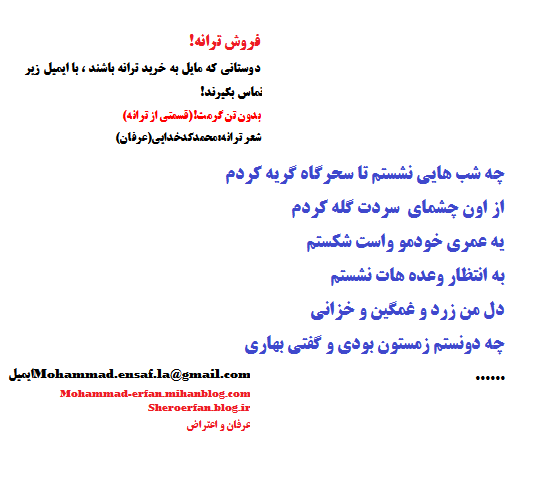 فروش ترانه!
دوستانی که مایل به خرید ترانه باشند ، با ایمیل زیر
تماس بگیرند!
بدون تن گرمت!(قسمتی از ترانه)
شعر ترانه:محمدکدخدایی(عرفان)
چه شب هایی نشستم تا سحرگاه گریه کردم
از اون چشمای سردت گله کردم
یه عمری خودمو واست شکستم
به انتظار وعده هات نشستم
دل من زرد و غمگین و خزانی
چه دونستم زمستون بودی و گفتی بهاری
......
ایمیلMohammad.ensaf.la@gmail.com
Mohammad-erfan.mihanblog.com
Sheroerfan.blog.ir
عرفان و اعتراض